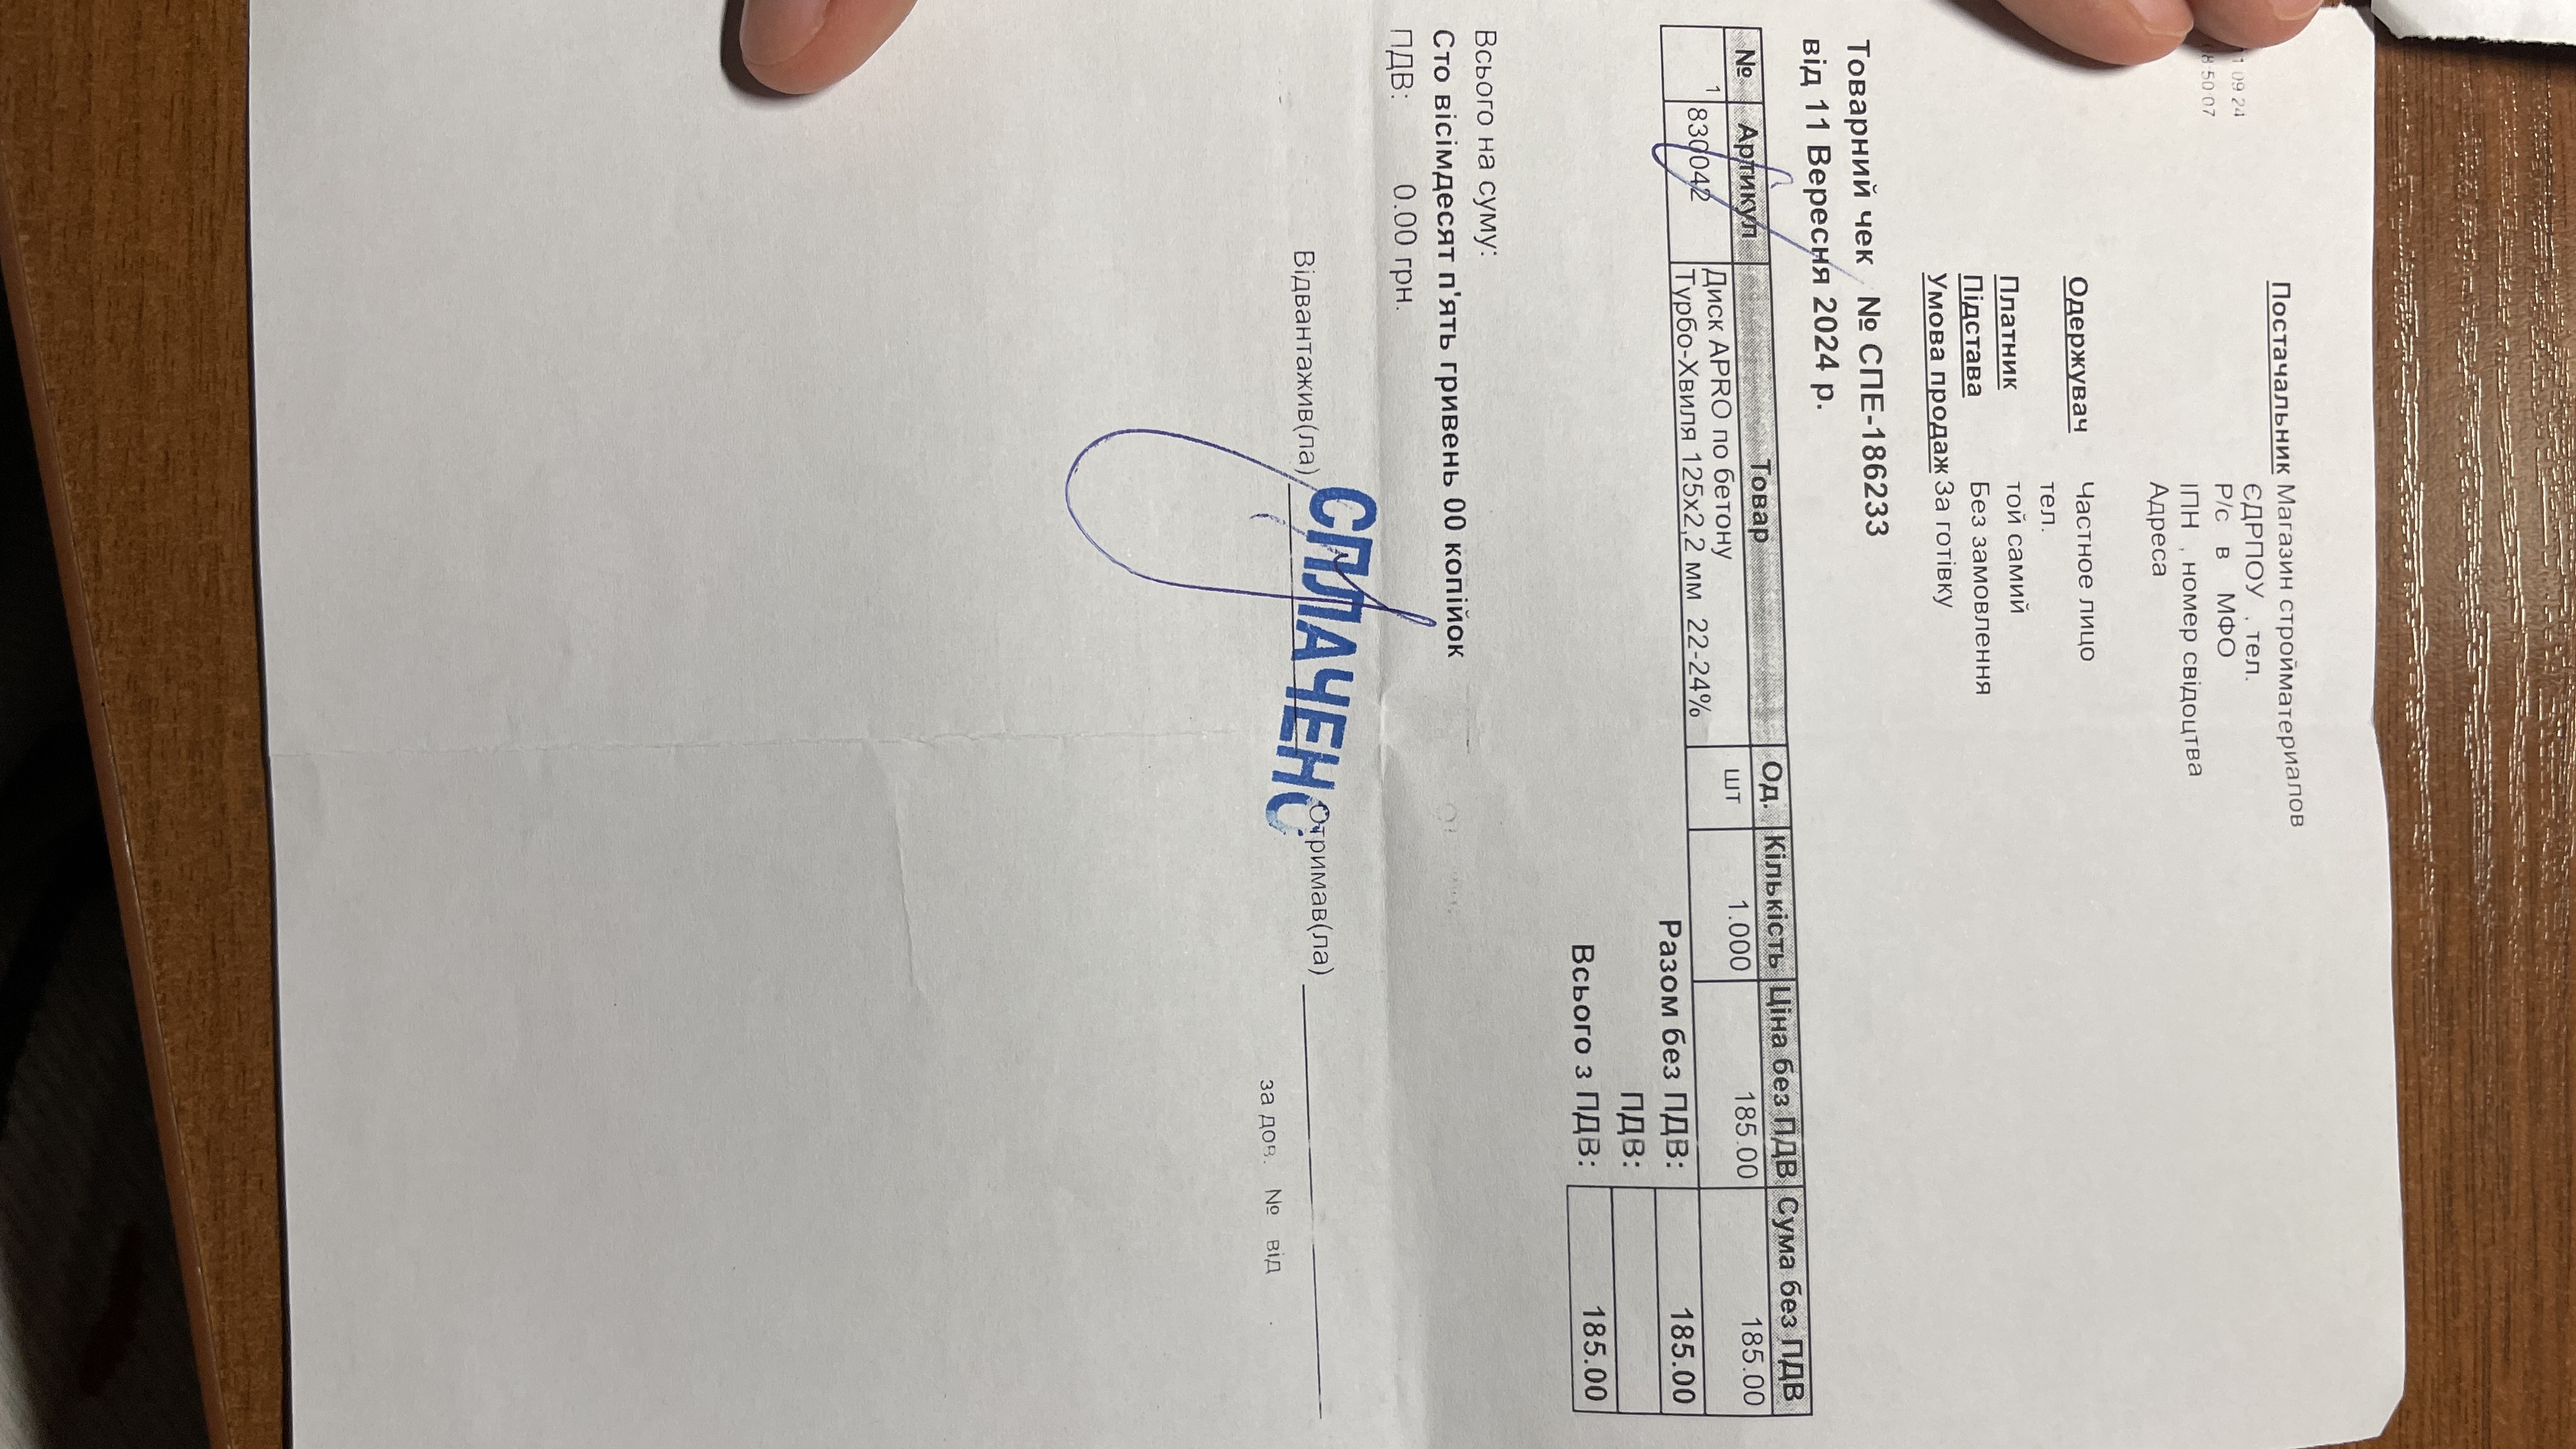 Постачальник Магазин стройматериалов
ЄДРПОУ , тел.
09 24
Р/с в МФО
50 07
ІПН , номер свідоцтва
Адреса
Одержувач Частное лицо
тел.
Платник той самий
Підстава Без замовлення
Умова продаж За готівку
Товарний чек № СПЕ-186233
від 11 Вересня 2024 р.
№ Артикул Товар Од. Кількість Ціна без ПДВ Сума без ПДВ
1 830042 Диск APRO по бетону шт 1.000 185.00 185.00
Турбо-Хвиля 125х2,2 мм 22-24%
Разом без ПДВ: 185.00
ПДВ:
Всього з ПДВ: 185.00
Всього на суму:
Сто вісімдесят п'ять гривень 00 копійок
ПДВ: 0.00 грн.
СПЛАЧЕНО
Відвантажив(ла) Отримав(ла)
за дов. № від .